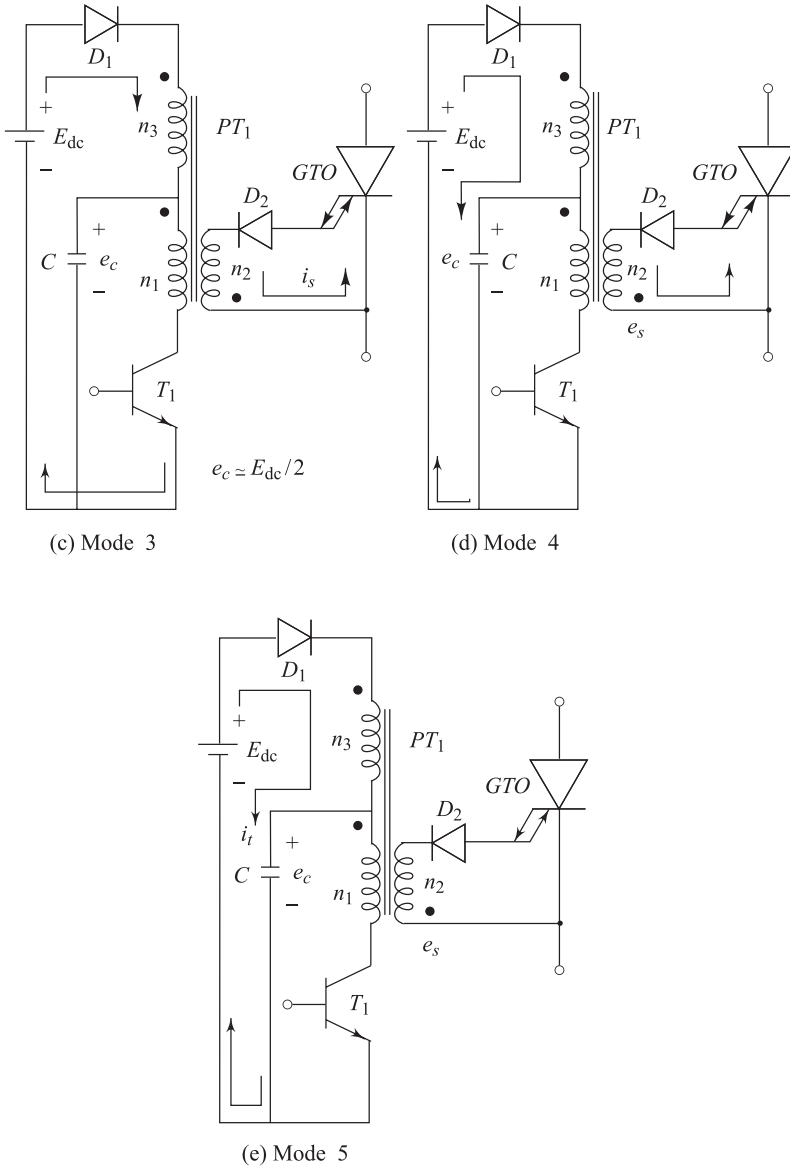 D1
+
Edc
−
n3
PT1
GTO
D2
C
+
ec
−
n1
n2
is
T1
ec ≃ Edc/2
(c) Mode 3
D1
+
Edc
−
n3
PT1
GTO
D2
ec
+
−
C
n1
n2
es
T1
(d) Mode 4
D1
+
Edc
−
n3
PT1
GTO
D2
it
C
+
ec
−
n1
n2
es
T1
(e) Mode 5